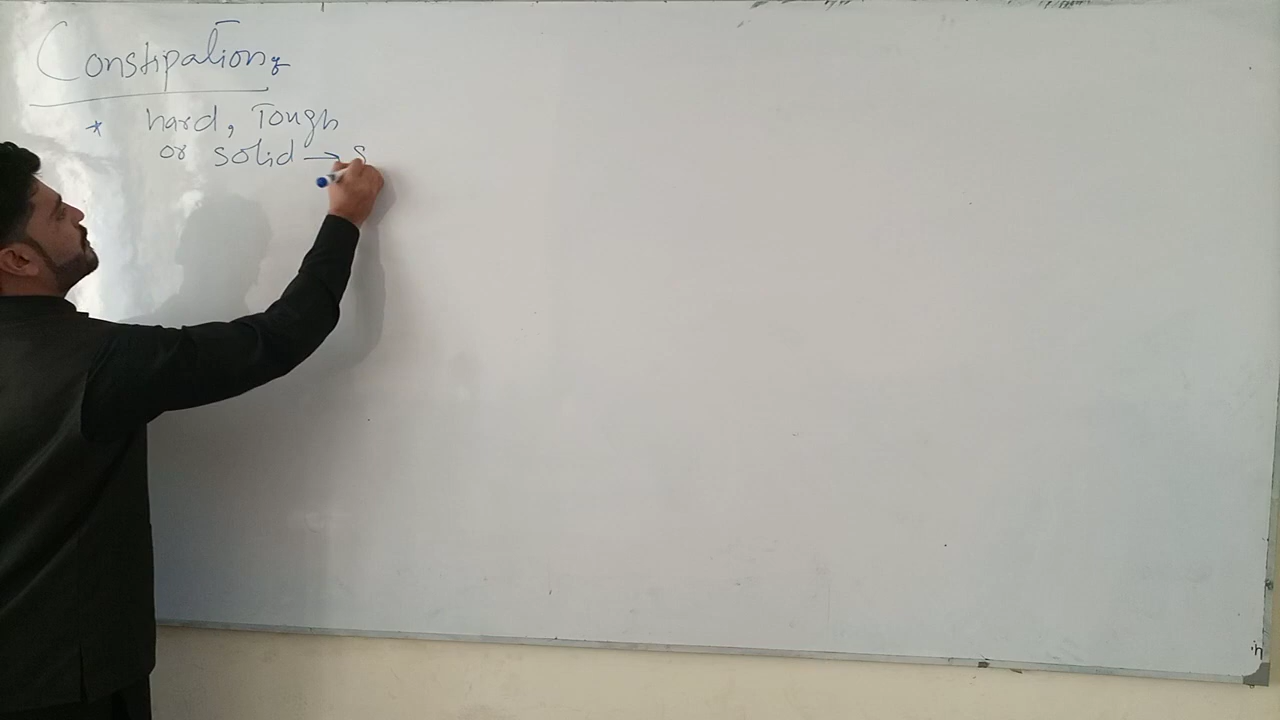 Constipation
* hard, Tough
or solid → S